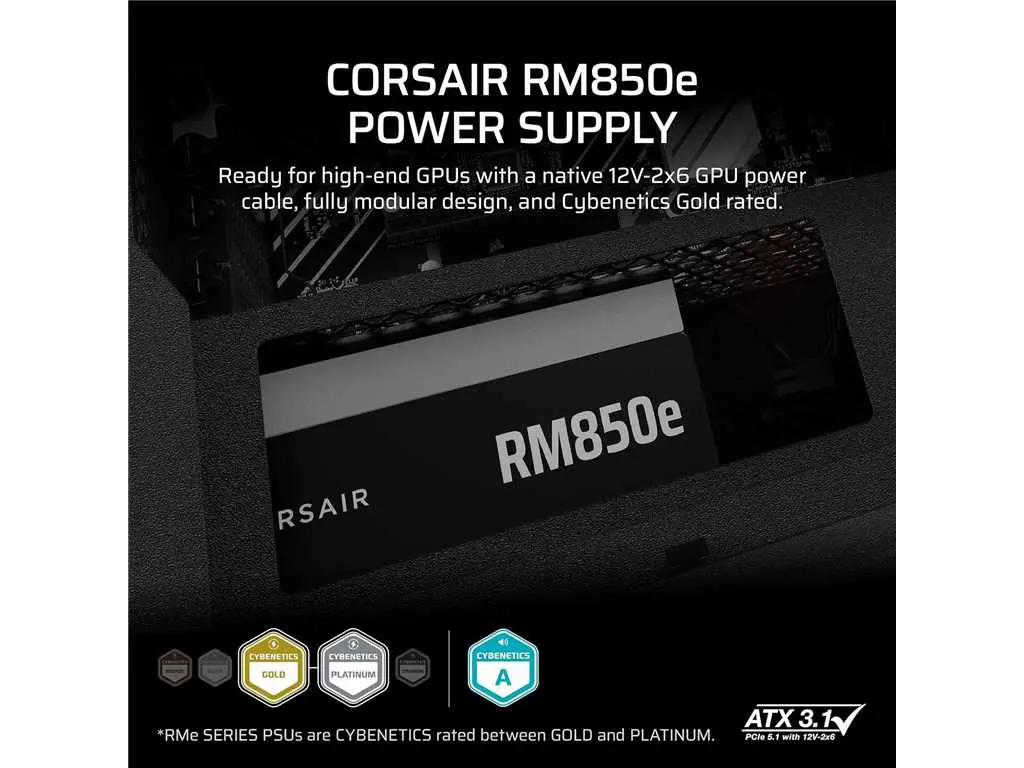 CORSAIR RM850e
POWER SUPPLY
Ready for high-end GPUs with a native 12V-2x6 GPU power
cable, fully modular design, and Cybenetics Gold rated.
RM850e
RSAIR
CYBENETICS
GOLD
CYBENETICS
PLATINUM
CYBENETICS
A
ATX 3.1
PCIe 5.1 with 12V-2x6
*RMe SERIES PSUs are CYBENETICS rated between GOLD and PLATINUM.